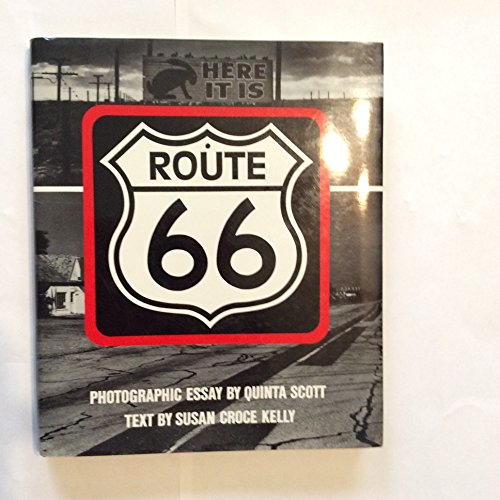 HERE
IT IS
ROUTE
66
PHOTOGRAPHIC ESSAY BY QUINTA SCOTT
TEXT BY SUSAN CROCE KELLY